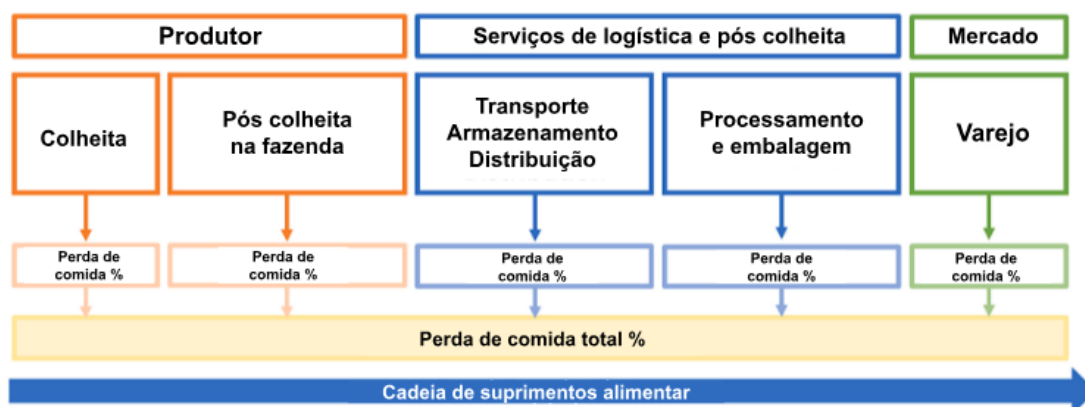 Produtor
Serviços de logística e pós colheita
Mercado
Colheita
Pós colheita
na fazenda
Transporte
Armazenamento
Distribuição
Processamento
e embalagem
Varejo
Perda de
comida %
Perda de
comida %
Perda de
comida %
Perda de
comida %
Perda de
comida %
Perda de comida total %
Cadeia de suprimentos alimentar